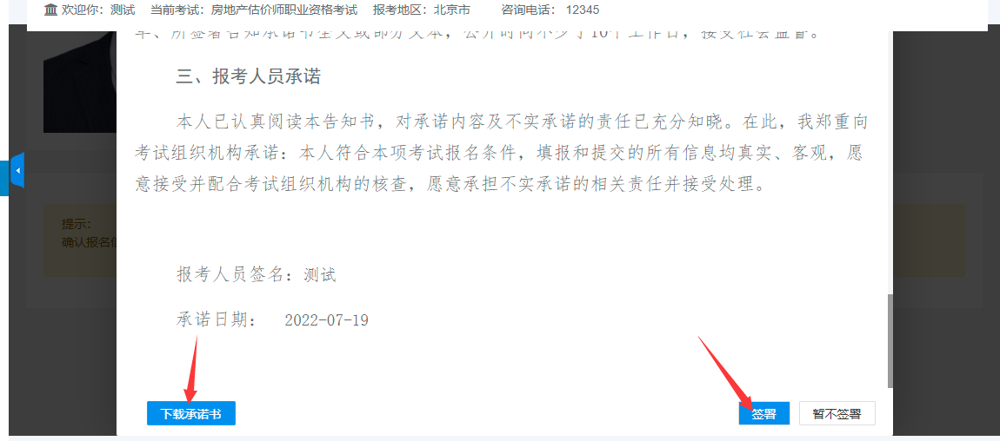 欢迎你：测试 当前考试：房地产估价师职业资格考试 报考地区：北京市 咨询电话： 12345
年、所签署告知承诺书全文或部分文本，公开时间不少于10个工作日，接受社会监督。
三、报考人员承诺
本人已认真阅读本告知书，对承诺内容及不实承诺的责任已充分知晓。在此，我郑重向
考试组织机构承诺：本人符合本项考试报名条件，填报和提交的所有信息均真实、客观，愿
意接受并配合考试组织机构的核查，愿意承担不实承诺的相关责任并接受处理。
提示：
确认报名信
报考人员签名：测试
承诺日期： 2022-07-19
下载承诺书 签署 暂不签署